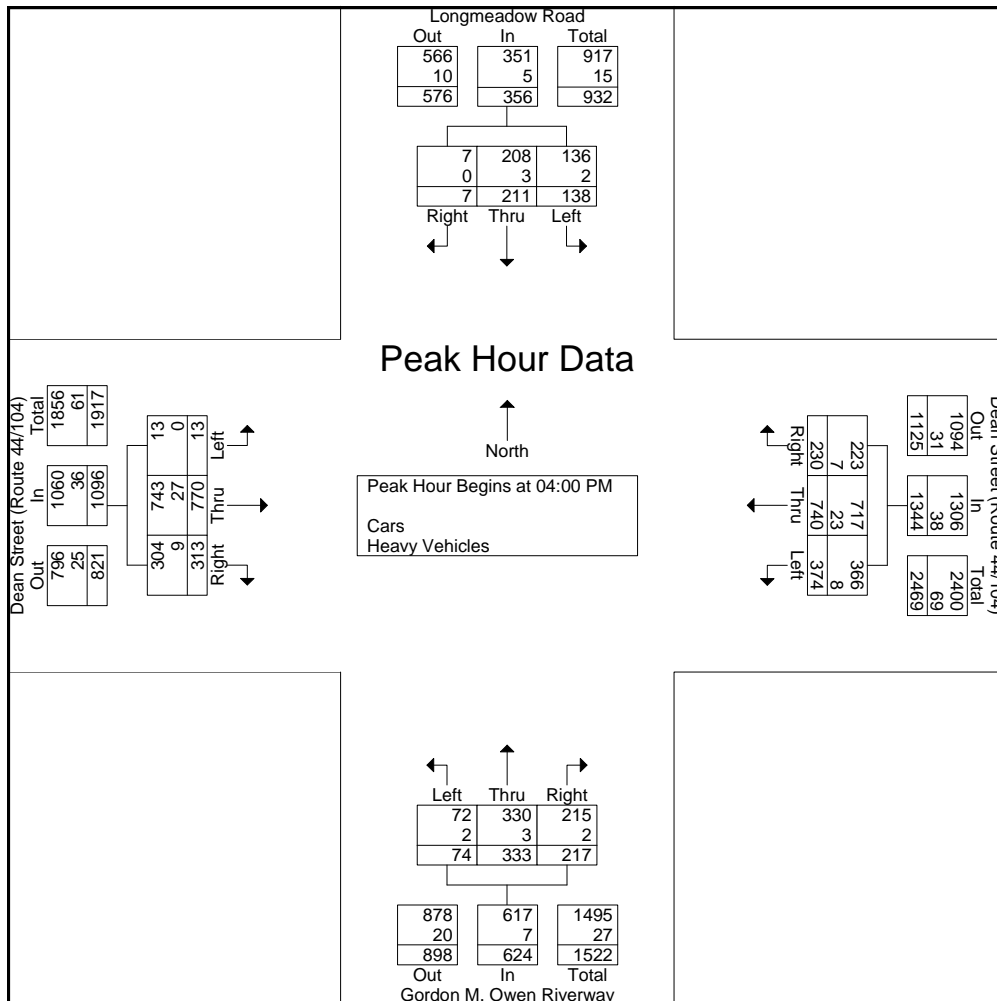 Longmeadow Road
Out In Total
566 351 917
10 5 15
576 356 932
7 208 136
0 3 2
7 211 138
Right Thru Left
Peak Hour Data
North
Peak Hour Begins at 04:00 PM
Cars
Heavy Vehicles
Dean Street (Route 44/104)
Out In Total
796 1060 1856
25 36 61
821 1096 1917
304 743 13
9 27 0
313 770 13
Right Thru Left
Dean Street (Route 44/104)
Out In Total
1094 1306 2400
31 38 69
1125 1344 2469
223 717 366
7 23 8
230 740 374
Right Thru Left
Left Thru Right
72 330 215
2 3 2
74 333 217
878 617 1495
20 7 27
898 624 1522
Out In Total
Gordon M. Owen Riverway